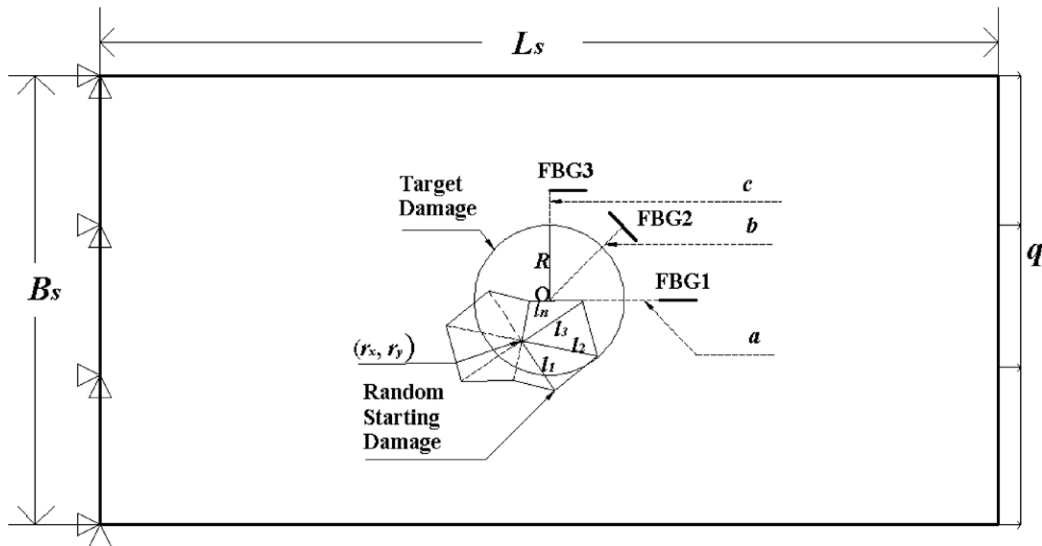 Ls
FBG3
c
Target
Damage
FBG2
b
R
q
Bs
FBG1
O
ln
l3
a
(rx, ry)
l2
l1
Random
Starting
Damage